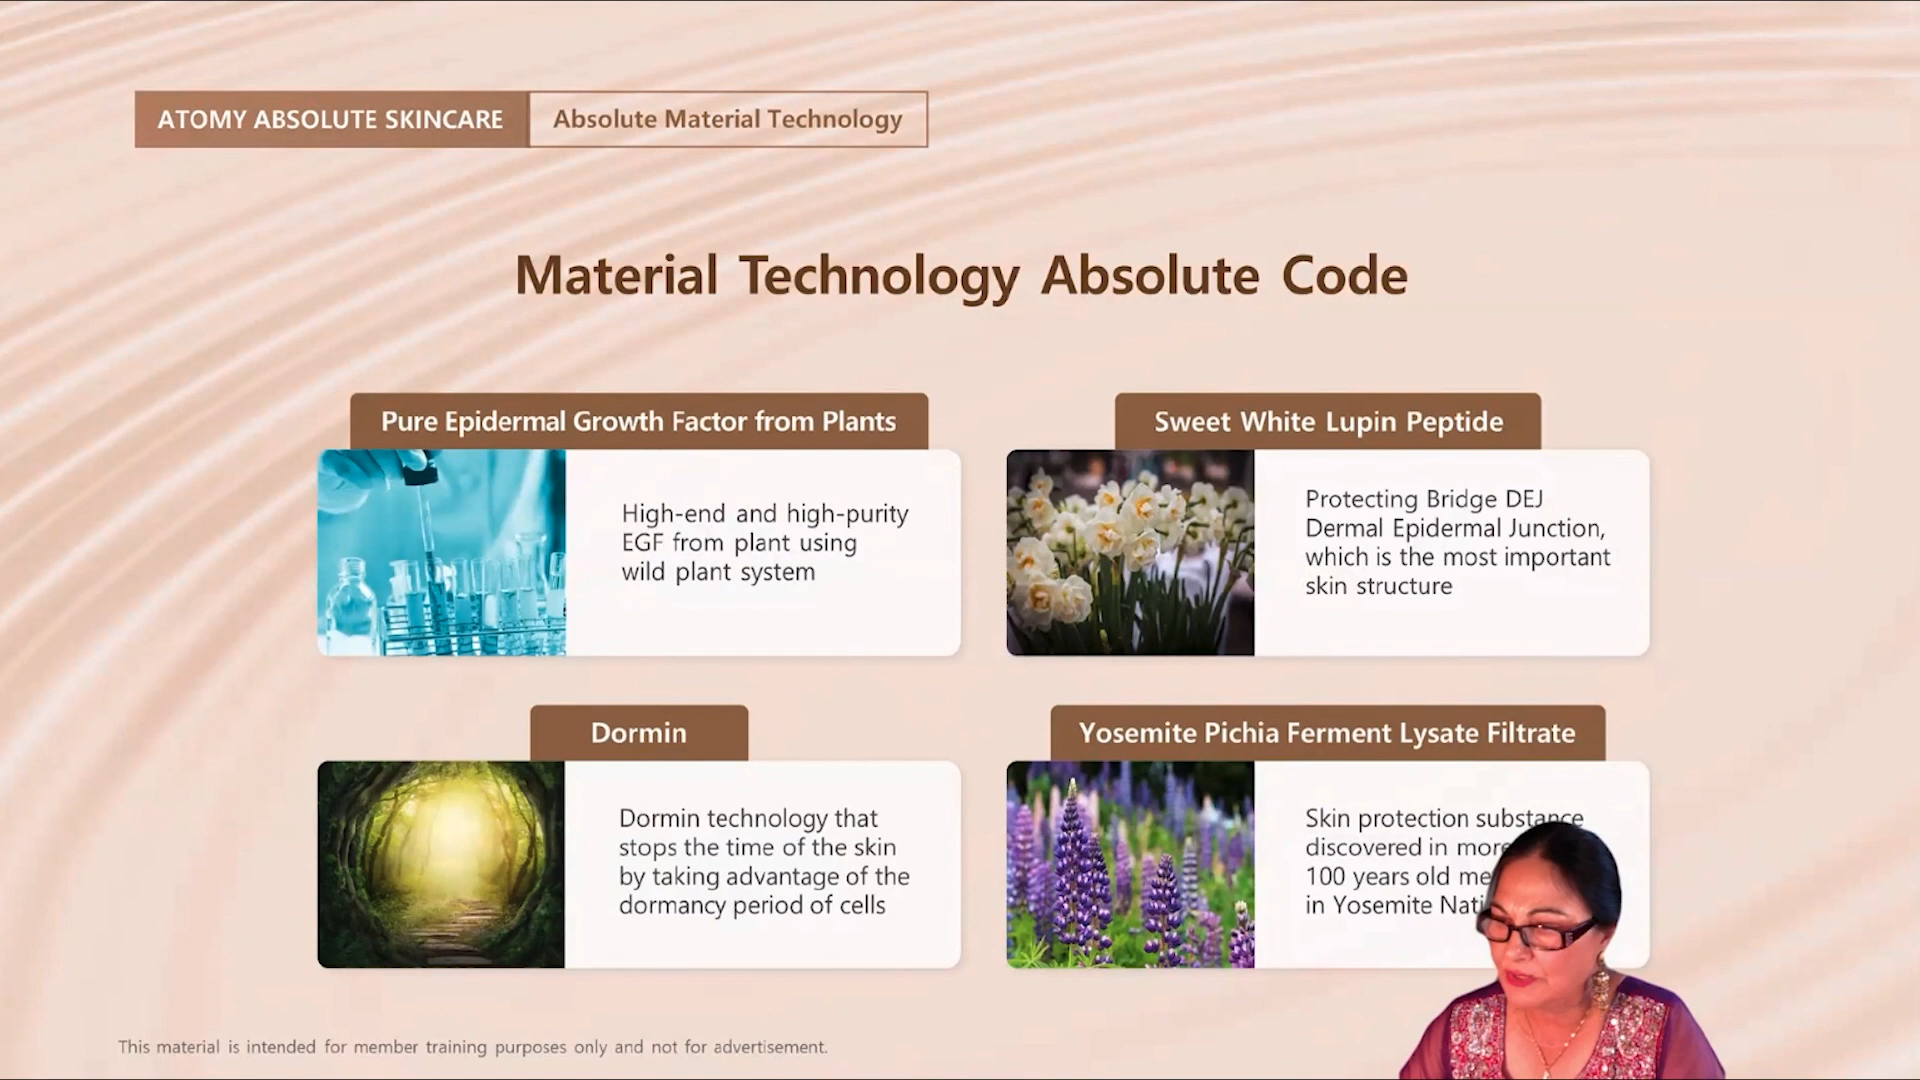 ATOMY ABSOLUTE SKINCARE
Absolute Material Technology
Material Technology Absolute Code
Pure Epidermal Growth Factor from Plants
High-end and high-purity
EGF from plant using
wild plant system
Sweet White Lupin Peptide
Protecting Bridge DEJ
Dermal Epidermal Junction,
which is the most important
skin structure
Dormin
Dormin technology that
stops the time of the skin
by taking advantage of the
dormancy period of cells
Yosemite Pichia Ferment Lysate Filtrate
Skin protection substance
discovered in more
100 years old
in Yosemite
This material is intended for member training purposes only and not for advertisement.